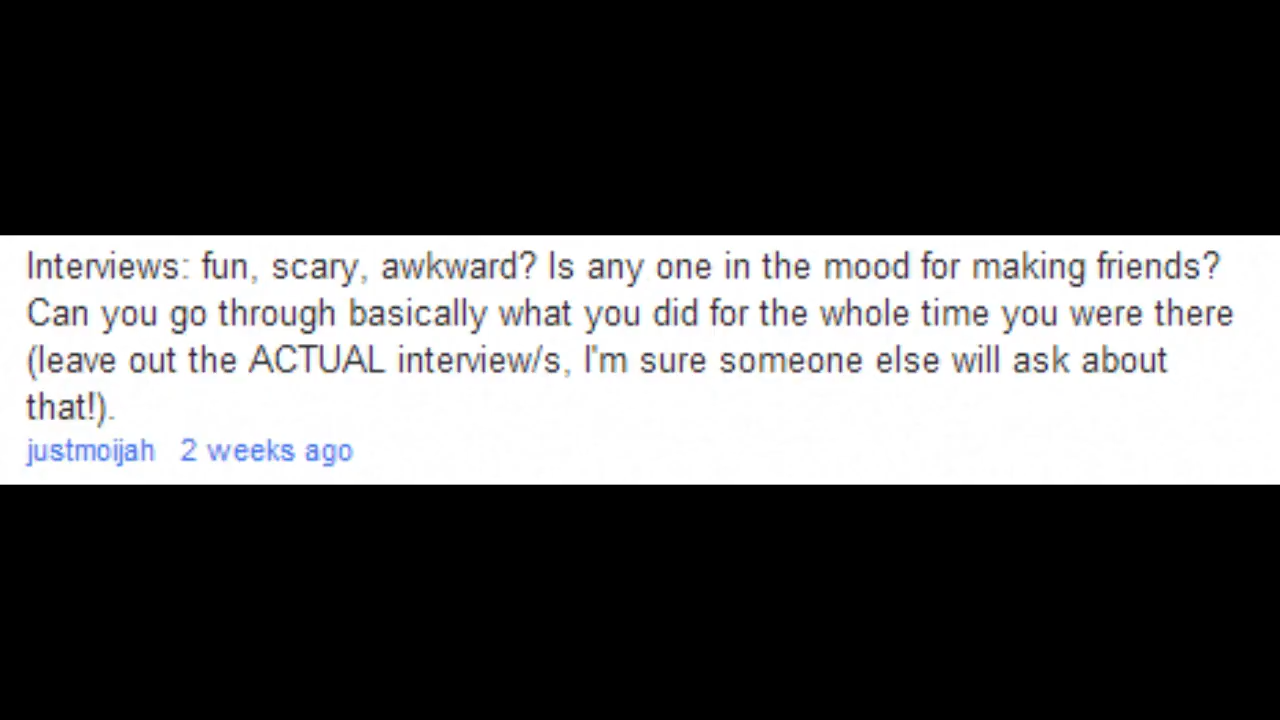 Interviews: fun, scary, awkward? Is any one in the mood for making friends?
Can you go through basically what you did for the whole time you were there
(leave out the ACTUAL interview/s, I'm sure someone else will ask about
that!).
justmoijah 2 weeks ago